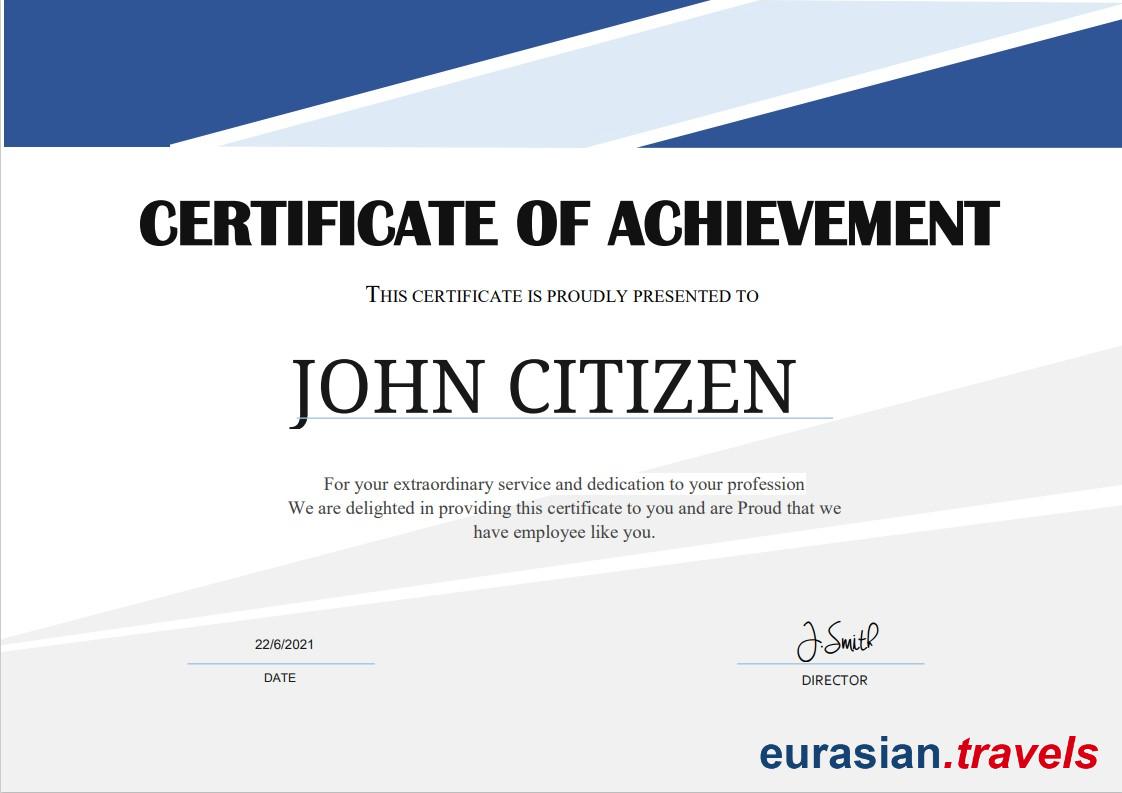 CERTIFICATE OF ACHIEVEMENT
THIS CERTIFICATE IS PROUDLY PRESENTED TO
JOHN CITIZEN
For your extraordinary service and dedication to your profession
We are delighted in providing this certificate to you and are Proud that we
have employee like you.
22/6/2021
DATE
J.Smith
DIRECTOR
eurasian.travels